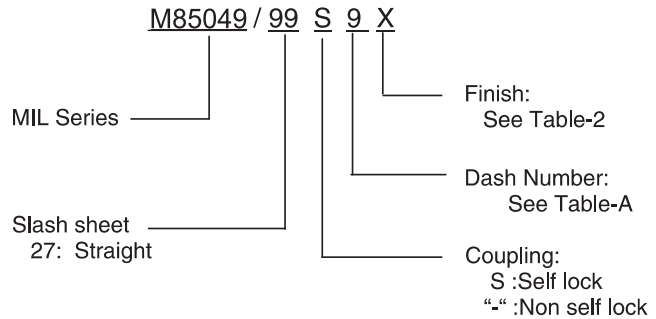 M85049 / 99 S 9 X
Finish:
See Table-2
MIL Series
Dash Number:
See Table-A
Slash sheet
27: Straight
Coupling:
S :Self lock
“-“ :Non self lock